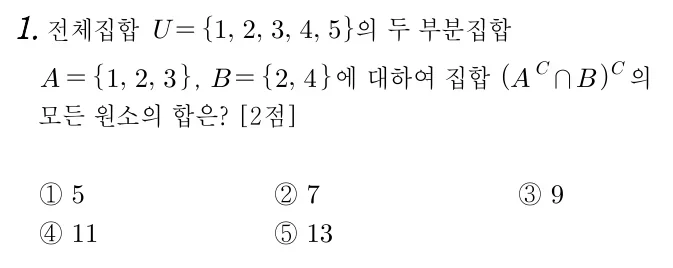 1. 전체집합 U={1, 2, 3, 4, 5}의 두 부분집합
A={1, 2, 3}, B={2, 4}에 대하여 집합 (A^C∩B)^C의
모든 원소의 합은? [2점]
① 5 ② 7 ③ 9
④ 11 ⑤ 13